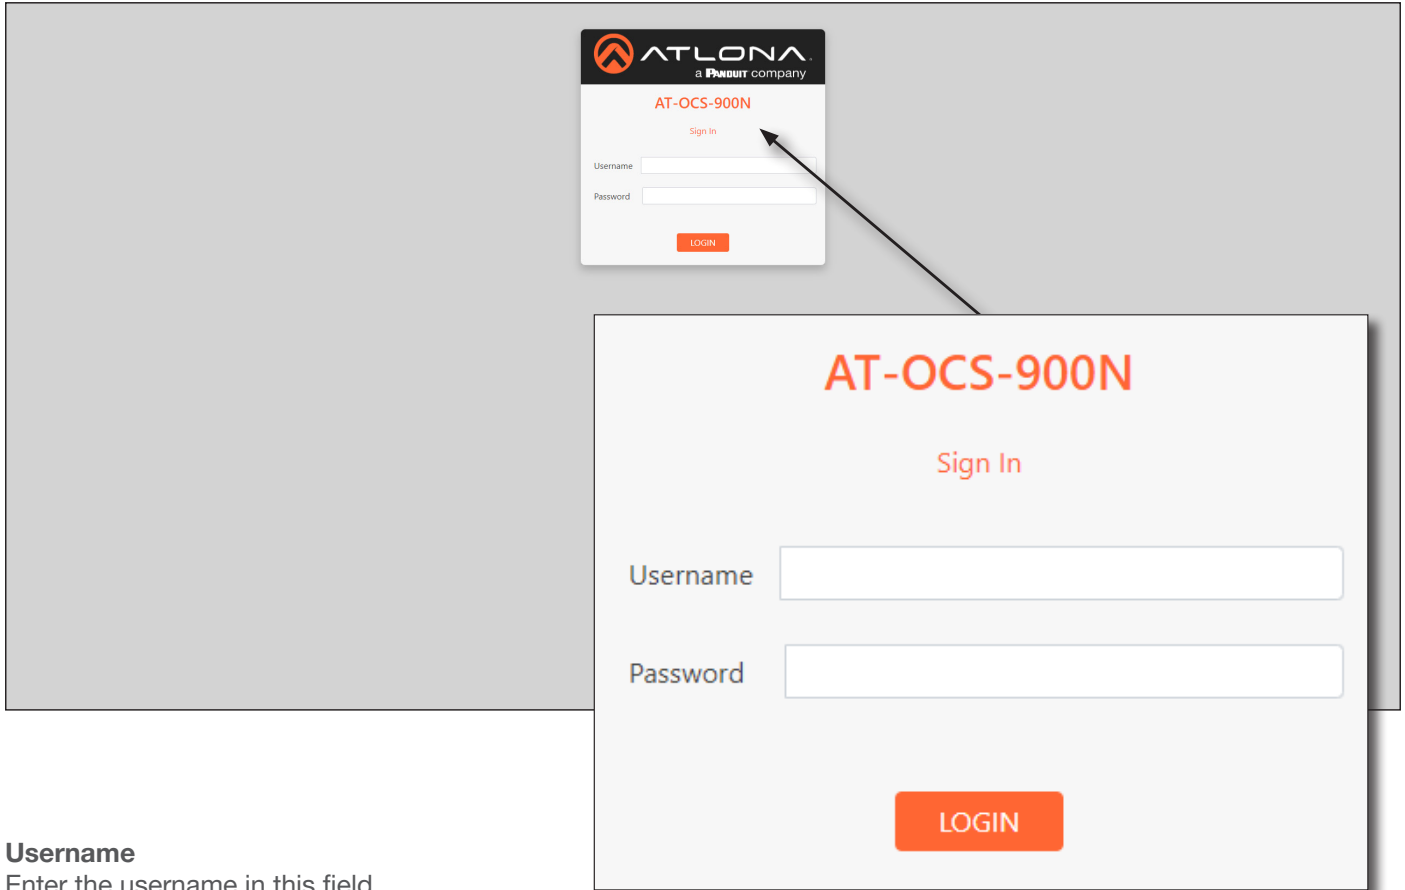 ATLONA
a PANDUIT company
AT-OCS-900N
Sign In
Username
Password
LOGIN
AT-OCS-900N
Sign In
Username
Password
LOGIN
Username
Enter the username in this field